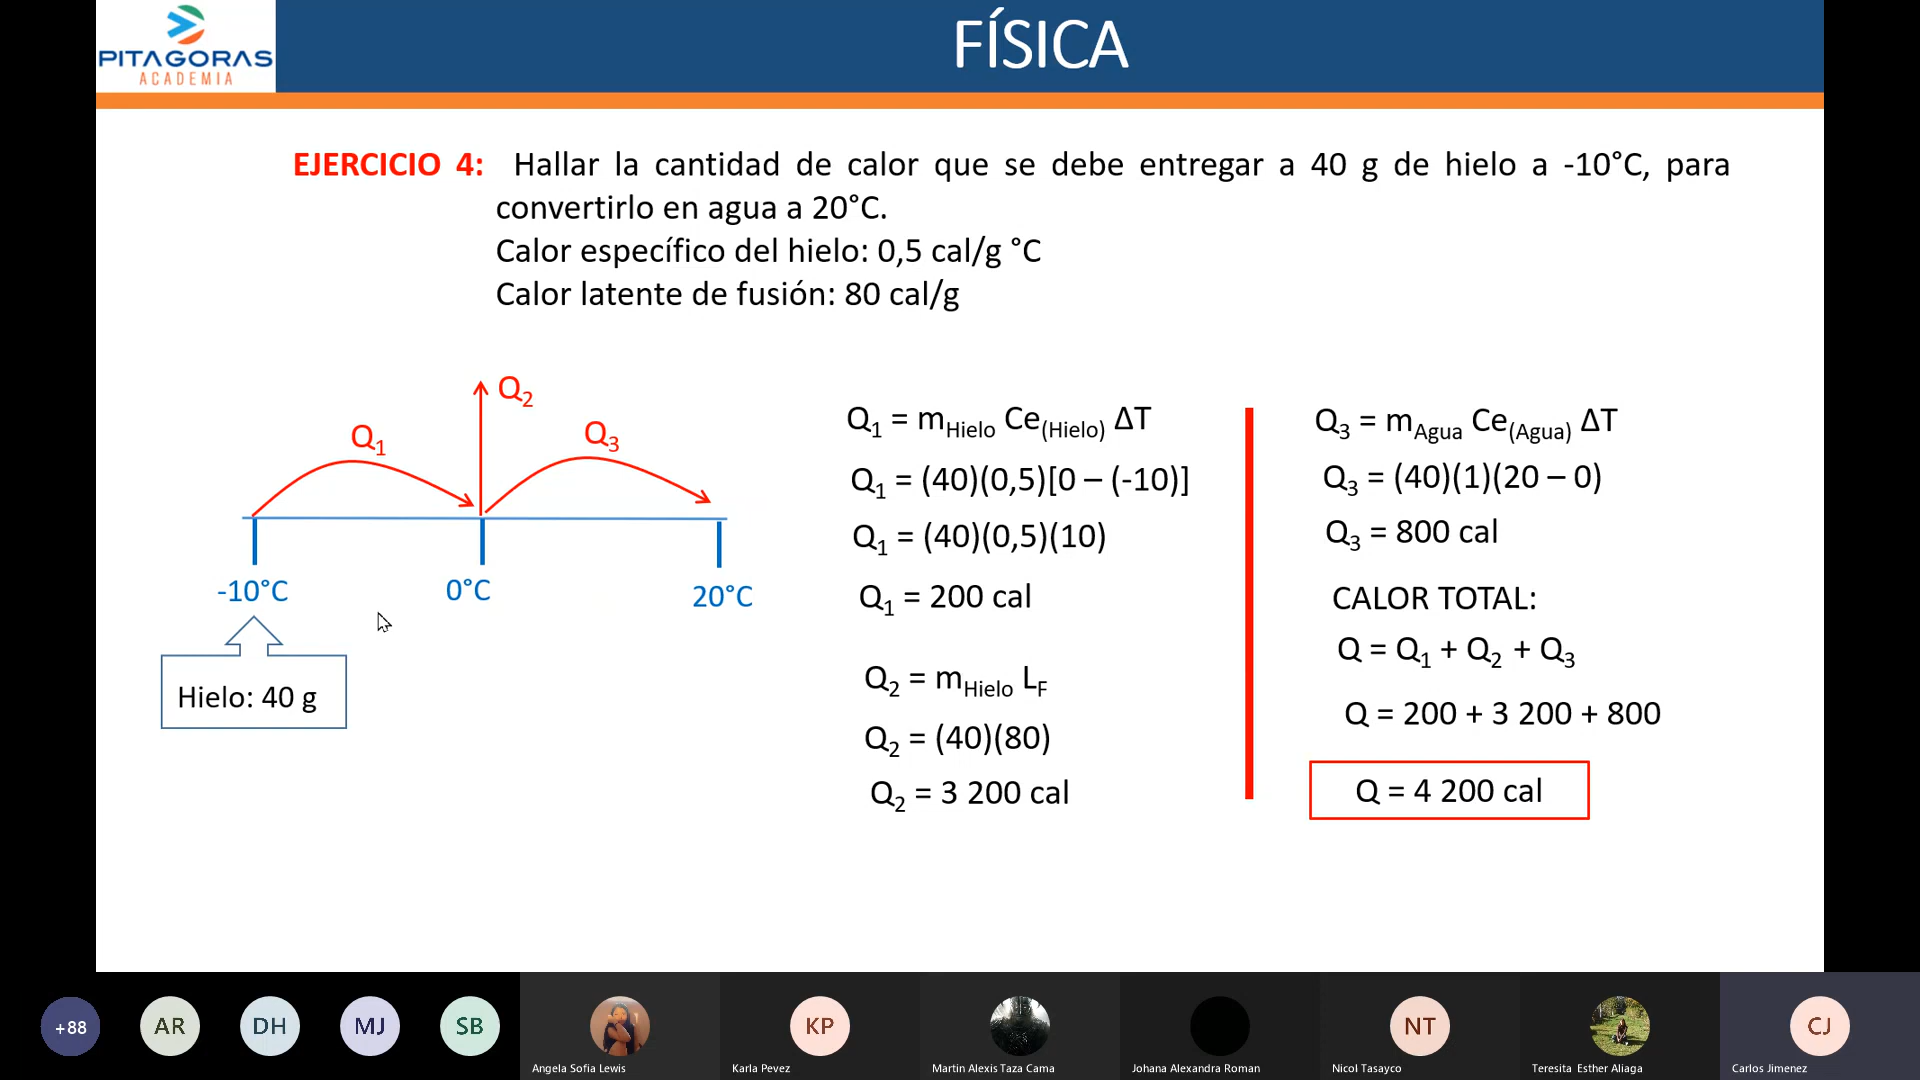 PITAGORAS
ACADEMIA
FÍSICA
EJERCICIO 4: Hallar la cantidad de calor que se debe entregar a 40 g de hielo a -10°C, para
convertirlo en agua a 20°C.
Calor específico del hielo: 0,5 cal/g °C
Calor latente de fusión: 80 cal/g
Q₂
Q₁
Q₃
-10°C
0°C
20°C
Hielo: 40 g
Q₁ = m_Hielo Ce_(Hielo) ΔT
Q₁ = (40)(0,5)[0 – (-10)]
Q₁ = (40)(0,5)(10)
Q₁ = 200 cal
Q₂ = m_Hielo L_F
Q₂ = (40)(80)
Q₂ = 3 200 cal
Q₃ = m_Agua Ce_(Agua) ΔT
Q₃ = (40)(1)(20 – 0)
Q₃ = 800 cal
CALOR TOTAL:
Q = Q₁ + Q₂ + Q₃
Q = 200 + 3 200 + 800
Q = 4 200 cal
+88
AR
DH
MJ
SB
KP
NT
CJ
Angela Sofia Lewis
Karla Pevez
Martin Alexis Taza Cama
Johana Alexandra Roman
Nicol Tasayco
Teresita Esther Aliaga
Carlos Jimenez